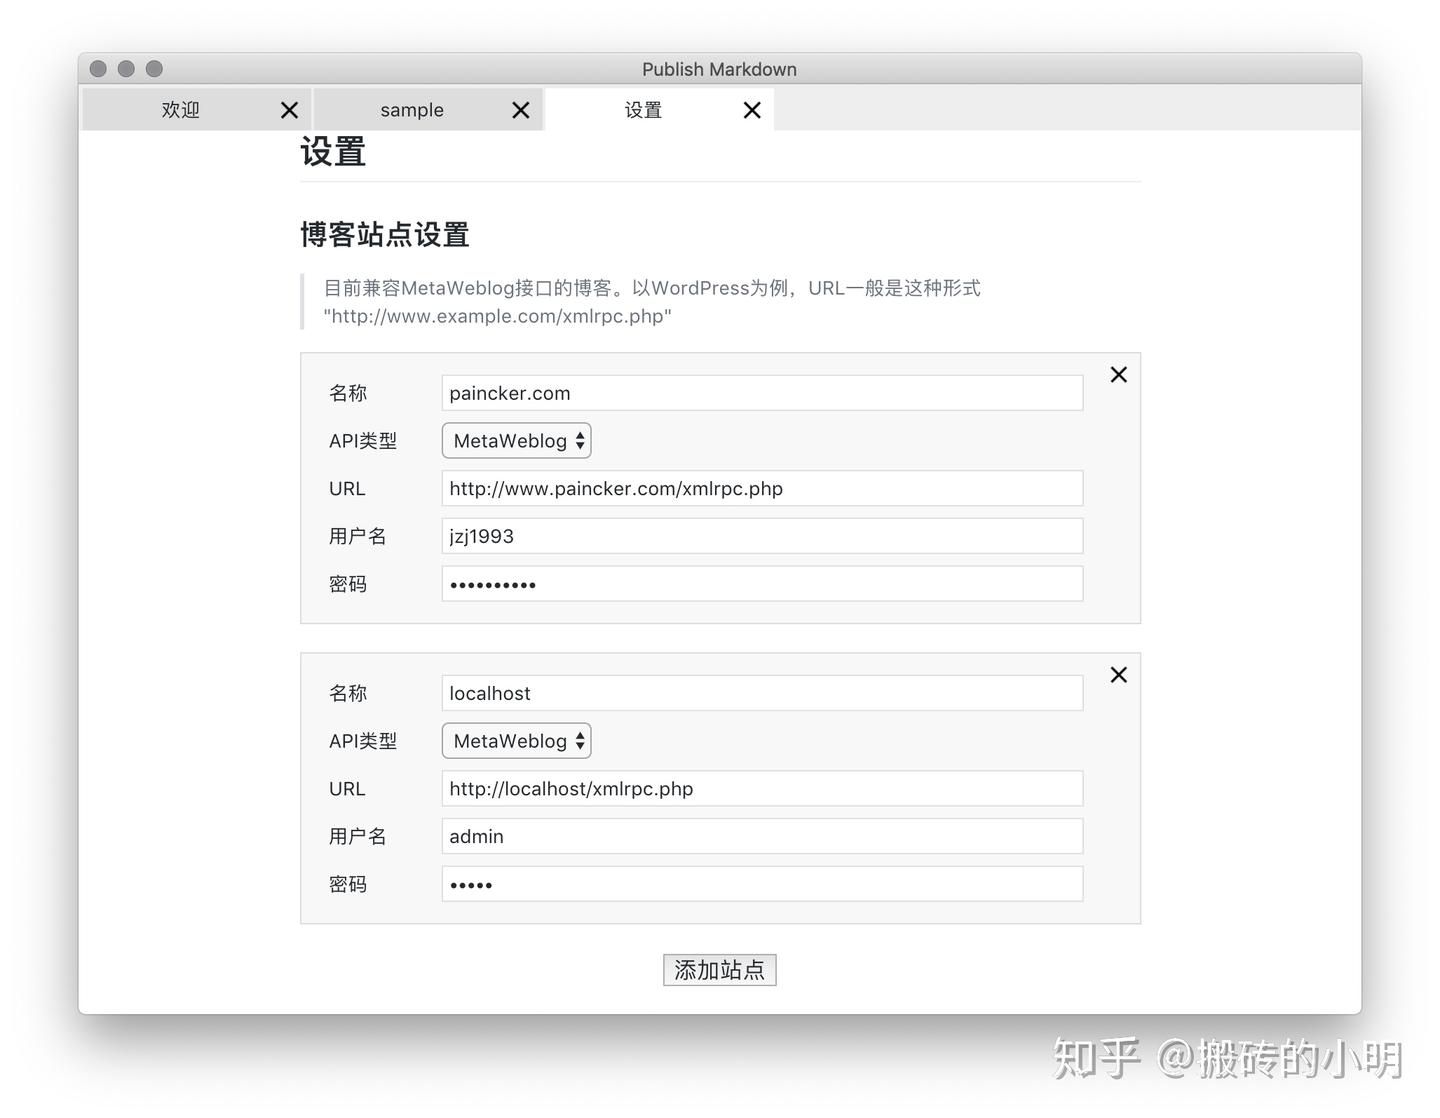 Publish Markdown
欢迎
sample
设置
设置
博客站点设置
目前兼容MetaWeblog接口的博客。以WordPress为例，URL一般是这种形式
"http://www.example.com/xmlrpc.php"
名称 paincker.com
API类型 MetaWeblog
URL http://www.paincker.com/xmlrpc.php
用户名 jzj1993
密码 ••••••••••
名称 localhost
API类型 MetaWeblog
URL http://localhost/xmlrpc.php
用户名 admin
密码 •••••
添加站点
知乎 @搬砖的小明